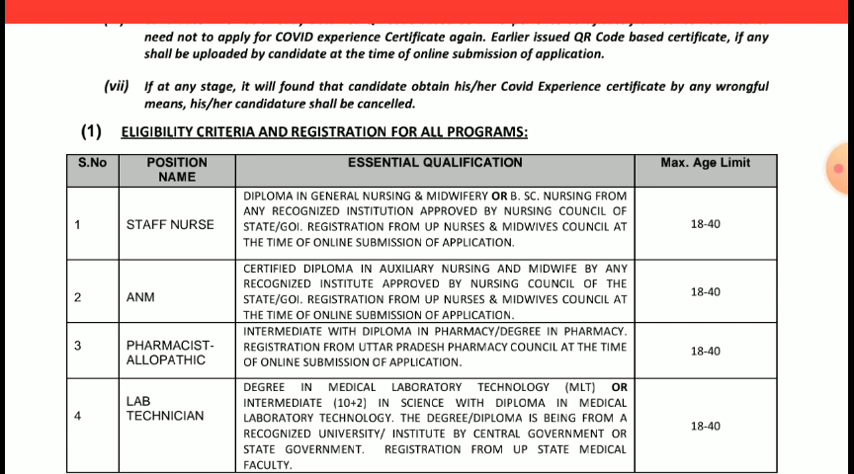 need not to apply for COVID experience Certificate again. Earlier issued QR Code based certificate, if any
shall be uploaded by candidate at the time of online submission of application.
(vii) If at any stage, it will found that candidate obtain his/her Covid Experience certificate by any wrongful
means, his/her candidature shall be cancelled.
(1) ELIGIBILITY CRITERIA AND REGISTRATION FOR ALL PROGRAMS:
S.No POSITION NAME ESSENTIAL QUALIFICATION Max. Age Limit
1 STAFF NURSE
DIPLOMA IN GENERAL NURSING & MIDWIFERY OR B. SC. NURSING FROM
ANY RECOGNIZED INSTITUTION APPROVED BY NURSING COUNCIL OF
STATE/GOI. REGISTRATION FROM UP NURSES & MIDWIVES COUNCIL AT
THE TIME OF ONLINE SUBMISSION OF APPLICATION.
18-40
2 ANM
CERTIFIED DIPLOMA IN AUXILIARY NURSING AND MIDWIFE BY ANY
RECOGNIZED INSTITUTE APPROVED BY NURSING COUNCIL OF THE
STATE/GOI. REGISTRATION FROM UP NURSES & MIDWIVES COUNCIL AT
THE TIME OF ONLINE SUBMISSION OF APPLICATION.
18-40
3 PHARMACIST-
ALLOPATHIC
INTERMEDIATE WITH DIPLOMA IN PHARMACY/DEGREE IN PHARMACY.
REGISTRATION FROM UTTAR PRADESH PHARMACY COUNCIL AT THE TIME
OF ONLINE SUBMISSION OF APPLICATION.
18-40
4 LAB
TECHNICIAN
DEGREE IN MEDICAL LABORATORY TECHNOLOGY (MLT) OR
INTERMEDIATE (10+2) IN SCIENCE WITH DIPLOMA IN MEDICAL
LABORATORY TECHNOLOGY. THE DEGREE/DIPLOMA IS BEING FROM A
RECOGNIZED UNIVERSITY/ INSTITUTE BY CENTRAL GOVERNMENT OR
STATE GOVERNMENT. REGISTRATION FROM UP STATE MEDICAL
FACULTY.
18-40